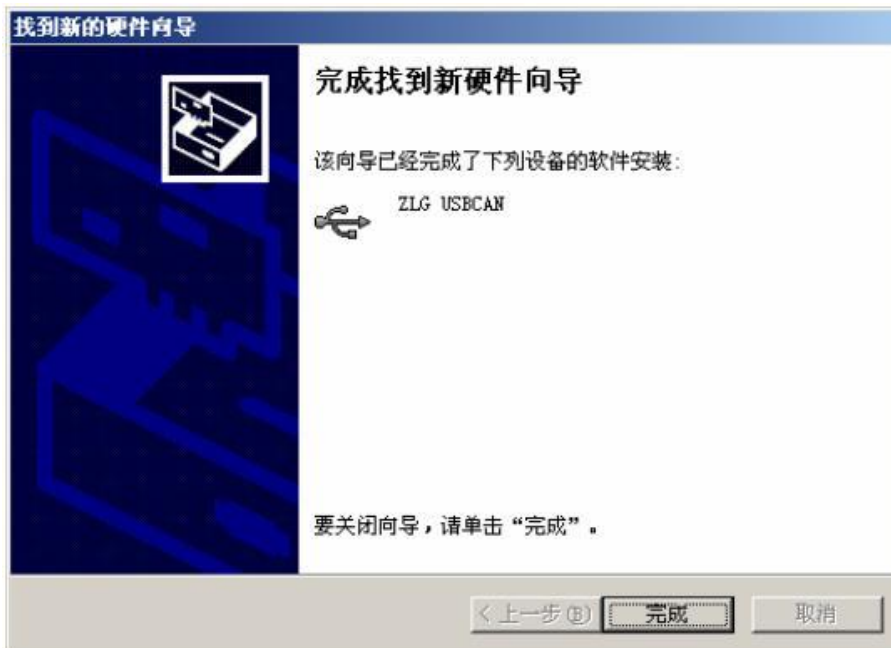 找到新的硬件向导
完成找到新硬件向导
该向导已经完成了下列设备的软件安装:
ZLG USBCAN
要关闭向导，请单击“完成”。
< 上一步(B)
完成
取消